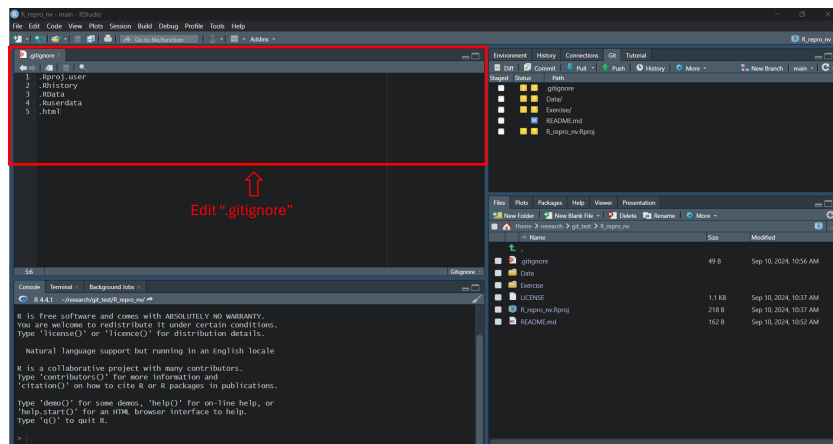 R_repro_nv - main - RStudio
File Edit Code View Plots Session Build Debug Profile Tools Help
Go to file/function Addins
R_repro_nv
.gitignore
1 .Rproj.user
2 .Rhistory
3 .RData
4 .Ruserdata
5 .html
Edit “.gitignore”
5:6 Gitignore
Console Terminal Background Jobs
R 4.4.1 · ~/research/git_test/R_repro_nv/
R is free software and comes with ABSOLUTELY NO WARRANTY.
You are welcome to redistribute it under certain conditions.
Type 'license()' or 'licence()' for distribution details.
Natural language support but running in an English locale
R is a collaborative project with many contributors.
Type 'contributors()' for more information and
'citation()' on how to cite R or R packages in publications.
Type 'demo()' for some demos, 'help()' for on-line help, or
'help.start()' for an HTML browser interface to help.
Type 'q()' to quit R.
>
Environment History Connections Git Tutorial
Diff Commit Pull Push History More New Branch main
Staged Status Path
? ? .gitignore
? ? Data/
? ? Exercise/
M README.md
? ? R_repro_nv.Rproj
Files Plots Packages Help Viewer Presentation
New Folder New Blank File Delete Rename More
Home > research > git_test > R_repro_nv
Name Size Modified
..
.gitignore 49 B Sep 10, 2024, 10:56 AM
Data
Exercise
LICENSE 1.1 KB Sep 10, 2024, 10:37 AM
R_repro_nv.Rproj 218 B Sep 10, 2024, 10:37 AM
README.md 162 B Sep 10, 2024, 10:52 AM